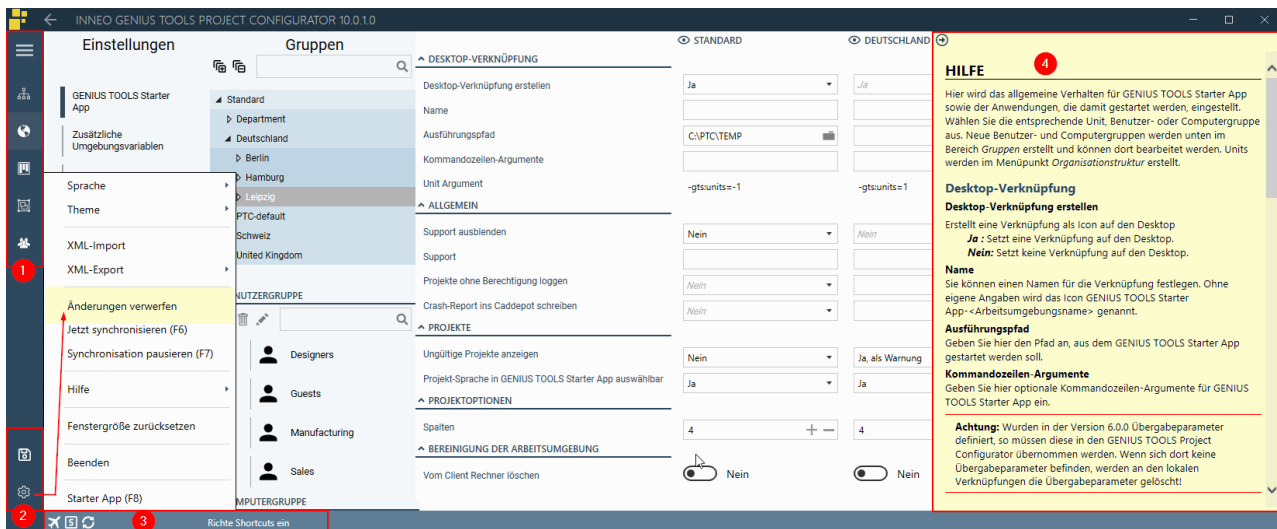 INNEO GENIUS TOOLS PROJECT CONFIGURATOR 10.0.1.0
Einstellungen
GENIUS TOOLS Starter
App
Zusätzliche
Umgebungsvariablen
Gruppen
Standard
Department
Deutschland
Berlin
Hamburg
Leipzig
PTC-default
Schweiz
United Kingdom
NUTZERGRUPPE
Designers
Guests
Manufacturing
Sales
MPUTERGRUPPE
Sprache
Theme
XML-Import
XML-Export
Änderungen verwerfen
Jetzt synchronisieren (F6)
Synchronisation pausieren (F7)
Hilfe
Fenstergröße zurücksetzen
Beenden
Starter App (F8)
1
2
3
5
Richte Shortcuts ein
STANDARD
DEUTSCHLAND
DESKTOP-VERKNÜPFUNG
Desktop-Verknüpfung erstellen
Ja
Ja
Name
Ausführungspfad
C:\PTC\TEMP
Kommandozeilen-Argumente
Unit Argument
-gts:units=-1
-gts:units=1
ALLGEMEIN
Support ausblenden
Nein
Nein
Support
Projekte ohne Berechtigung loggen
Nein
Crash-Report ins Caddepot schreiben
Nein
PROJEKTE
Ungültige Projekte anzeigen
Nein
Ja, als Warnung
Projekt-Sprache in GENIUS TOOLS Starter App auswählbar
Ja
Ja
PROJEKTOPTIONEN
Spalten
4
4
BEREINIGUNG DER ARBEITSUMGEBUNG
Vom Client Rechner löschen
Nein
Nein
4
HILFE
Hier wird das allgemeine Verhalten für GENIUS TOOLS Starter App
sowie der Anwendungen, die damit gestartet werden, eingestellt.
Wählen Sie die entsprechende Unit, Benutzer- oder Computergruppe
aus. Neue Benutzer- und Computergruppen werden unten im
Bereich Gruppen erstellt und können dort bearbeitet werden. Units
werden im Menüpunkt Organisationstruktur erstellt.
Desktop-Verknüpfung
Desktop-Verknüpfung erstellen
Erstellt eine Verknüpfung als Icon auf den Desktop
Ja : Setzt eine Verknüpfung auf den Desktop.
Nein: Setzt keine Verknüpfung auf den Desktop.
Name
Sie können einen Namen für die Verknüpfung festlegen. Ohne
eigene Angaben wird das Icon GENIUS TOOLS Starter
App-<Arbeitsumgebungsname> genannt.
Ausführungspfad
Geben Sie hier den Pfad an, aus dem GENIUS TOOLS Starter App
gestartet werden soll.
Kommandozeilen-Argumente
Geben Sie hier optionale Kommandozeilen-Argumente für GENIUS
TOOLS Starter App ein.
Achtung: Wurden in der Version 6.0.0 Übergabeparameter
definiert, so müssen diese in den GENIUS TOOLS Project
Configurator übernommen werden. Wenn sich dort keine
Übergabeparameter befinden, werden an den lokalen
Verknüpfungen die Übergabeparameter gelöscht!